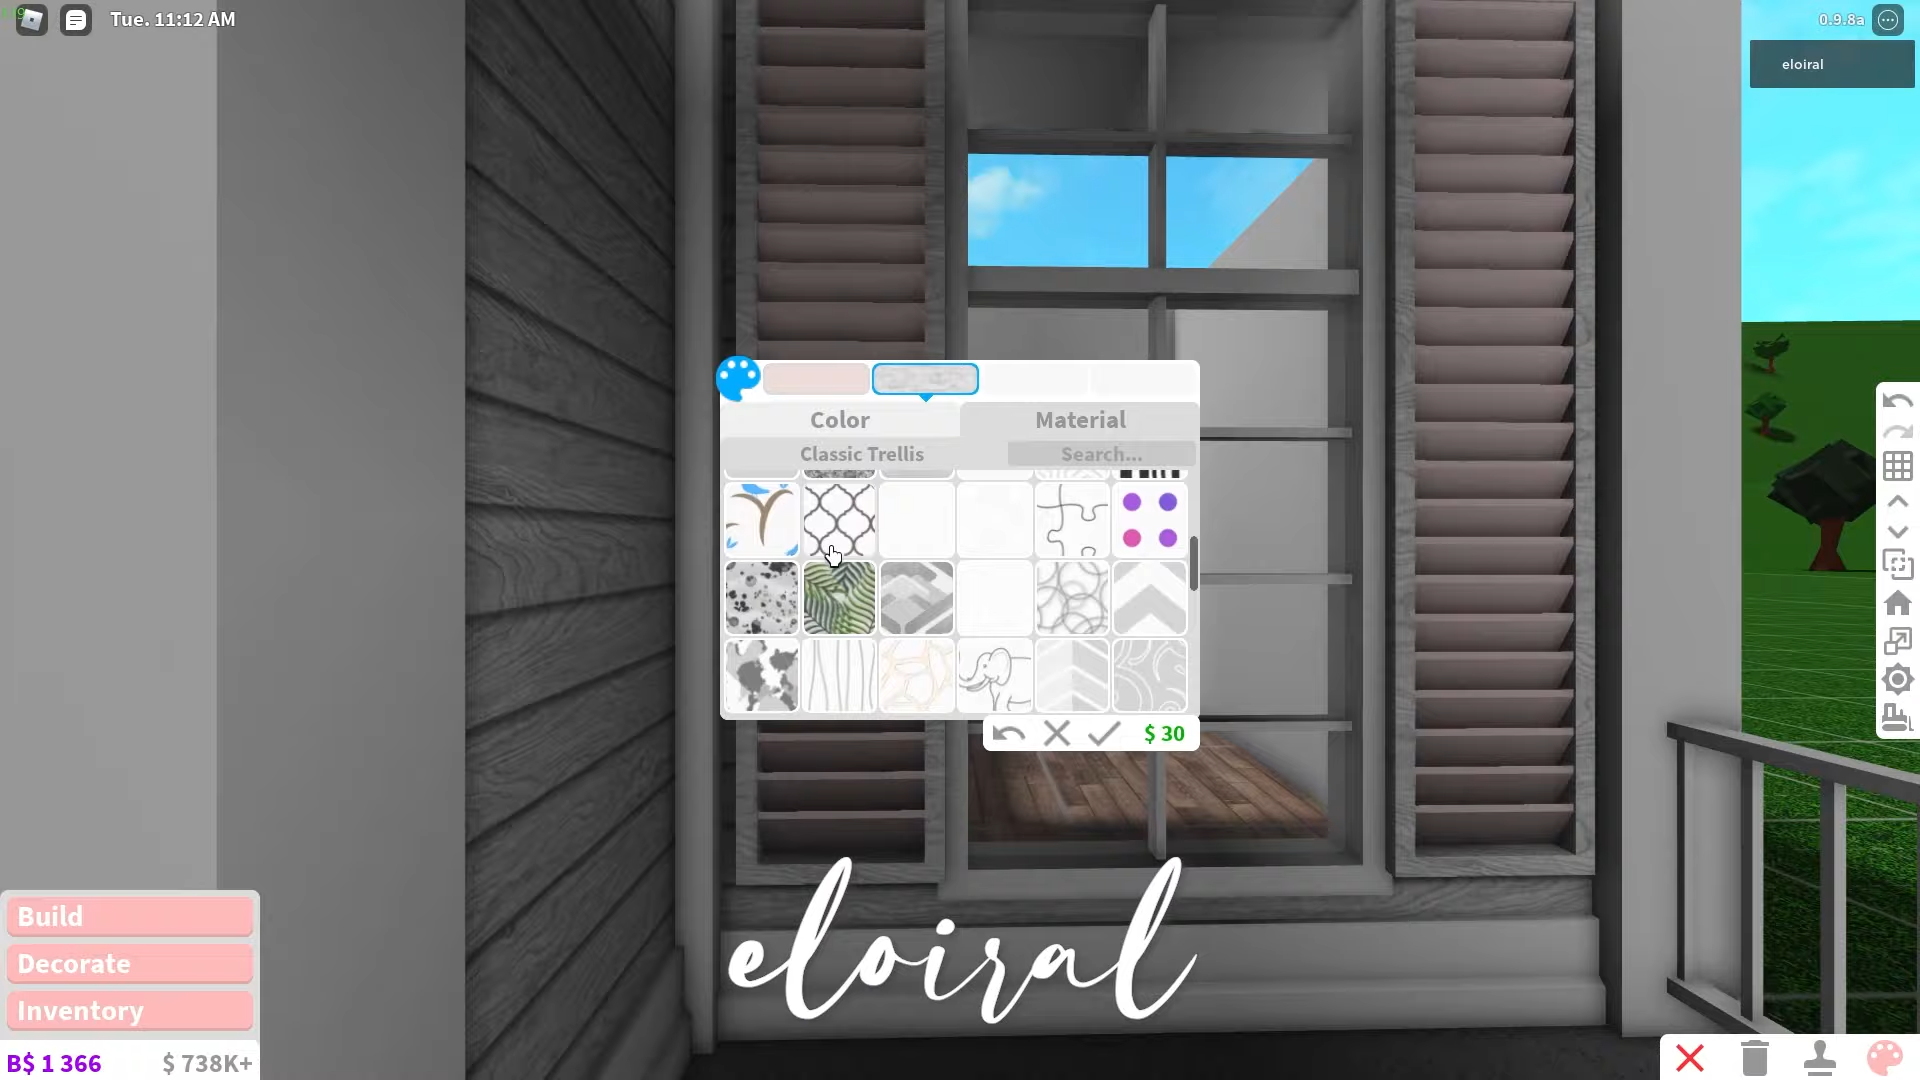 Tue. 11:12 AM
0.9.8a
eloiral
Color
Material
Classic Trellis
Search...
$ 30
eloiral
Build
Decorate
Inventory
B$ 1 366
$ 738K+